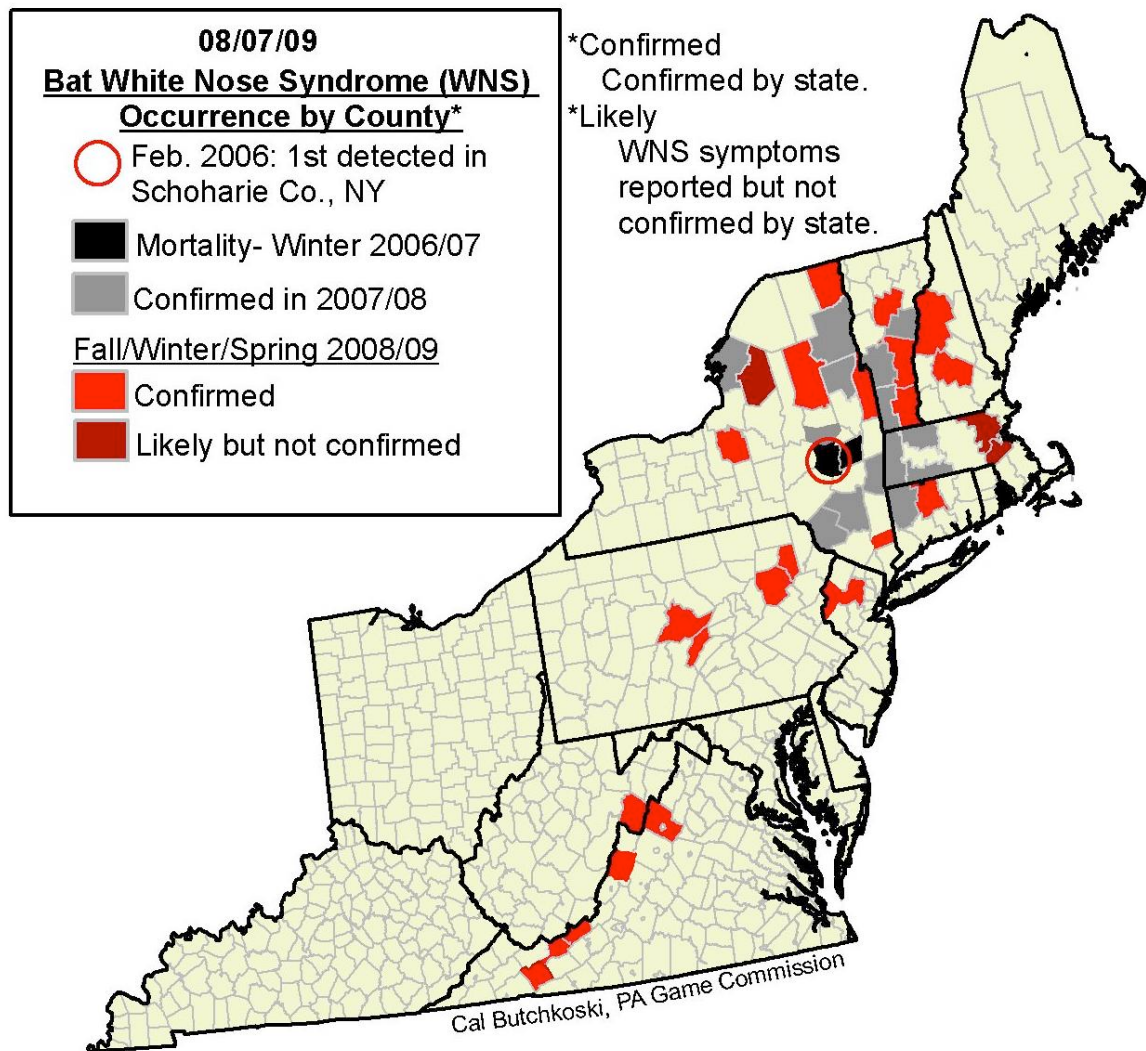 08/07/09
Bat White Nose Syndrome (WNS)
Occurrence by County*
Feb. 2006: 1st detected in
Schoharie Co., NY
Mortality- Winter 2006/07
Confirmed in 2007/08
Fall/Winter/Spring 2008/09
Confirmed
Likely but not confirmed
*Confirmed
Confirmed by state.
*Likely
WNS symptoms
reported but not
confirmed by state.
Cal Butchkoski, PA Game Commission